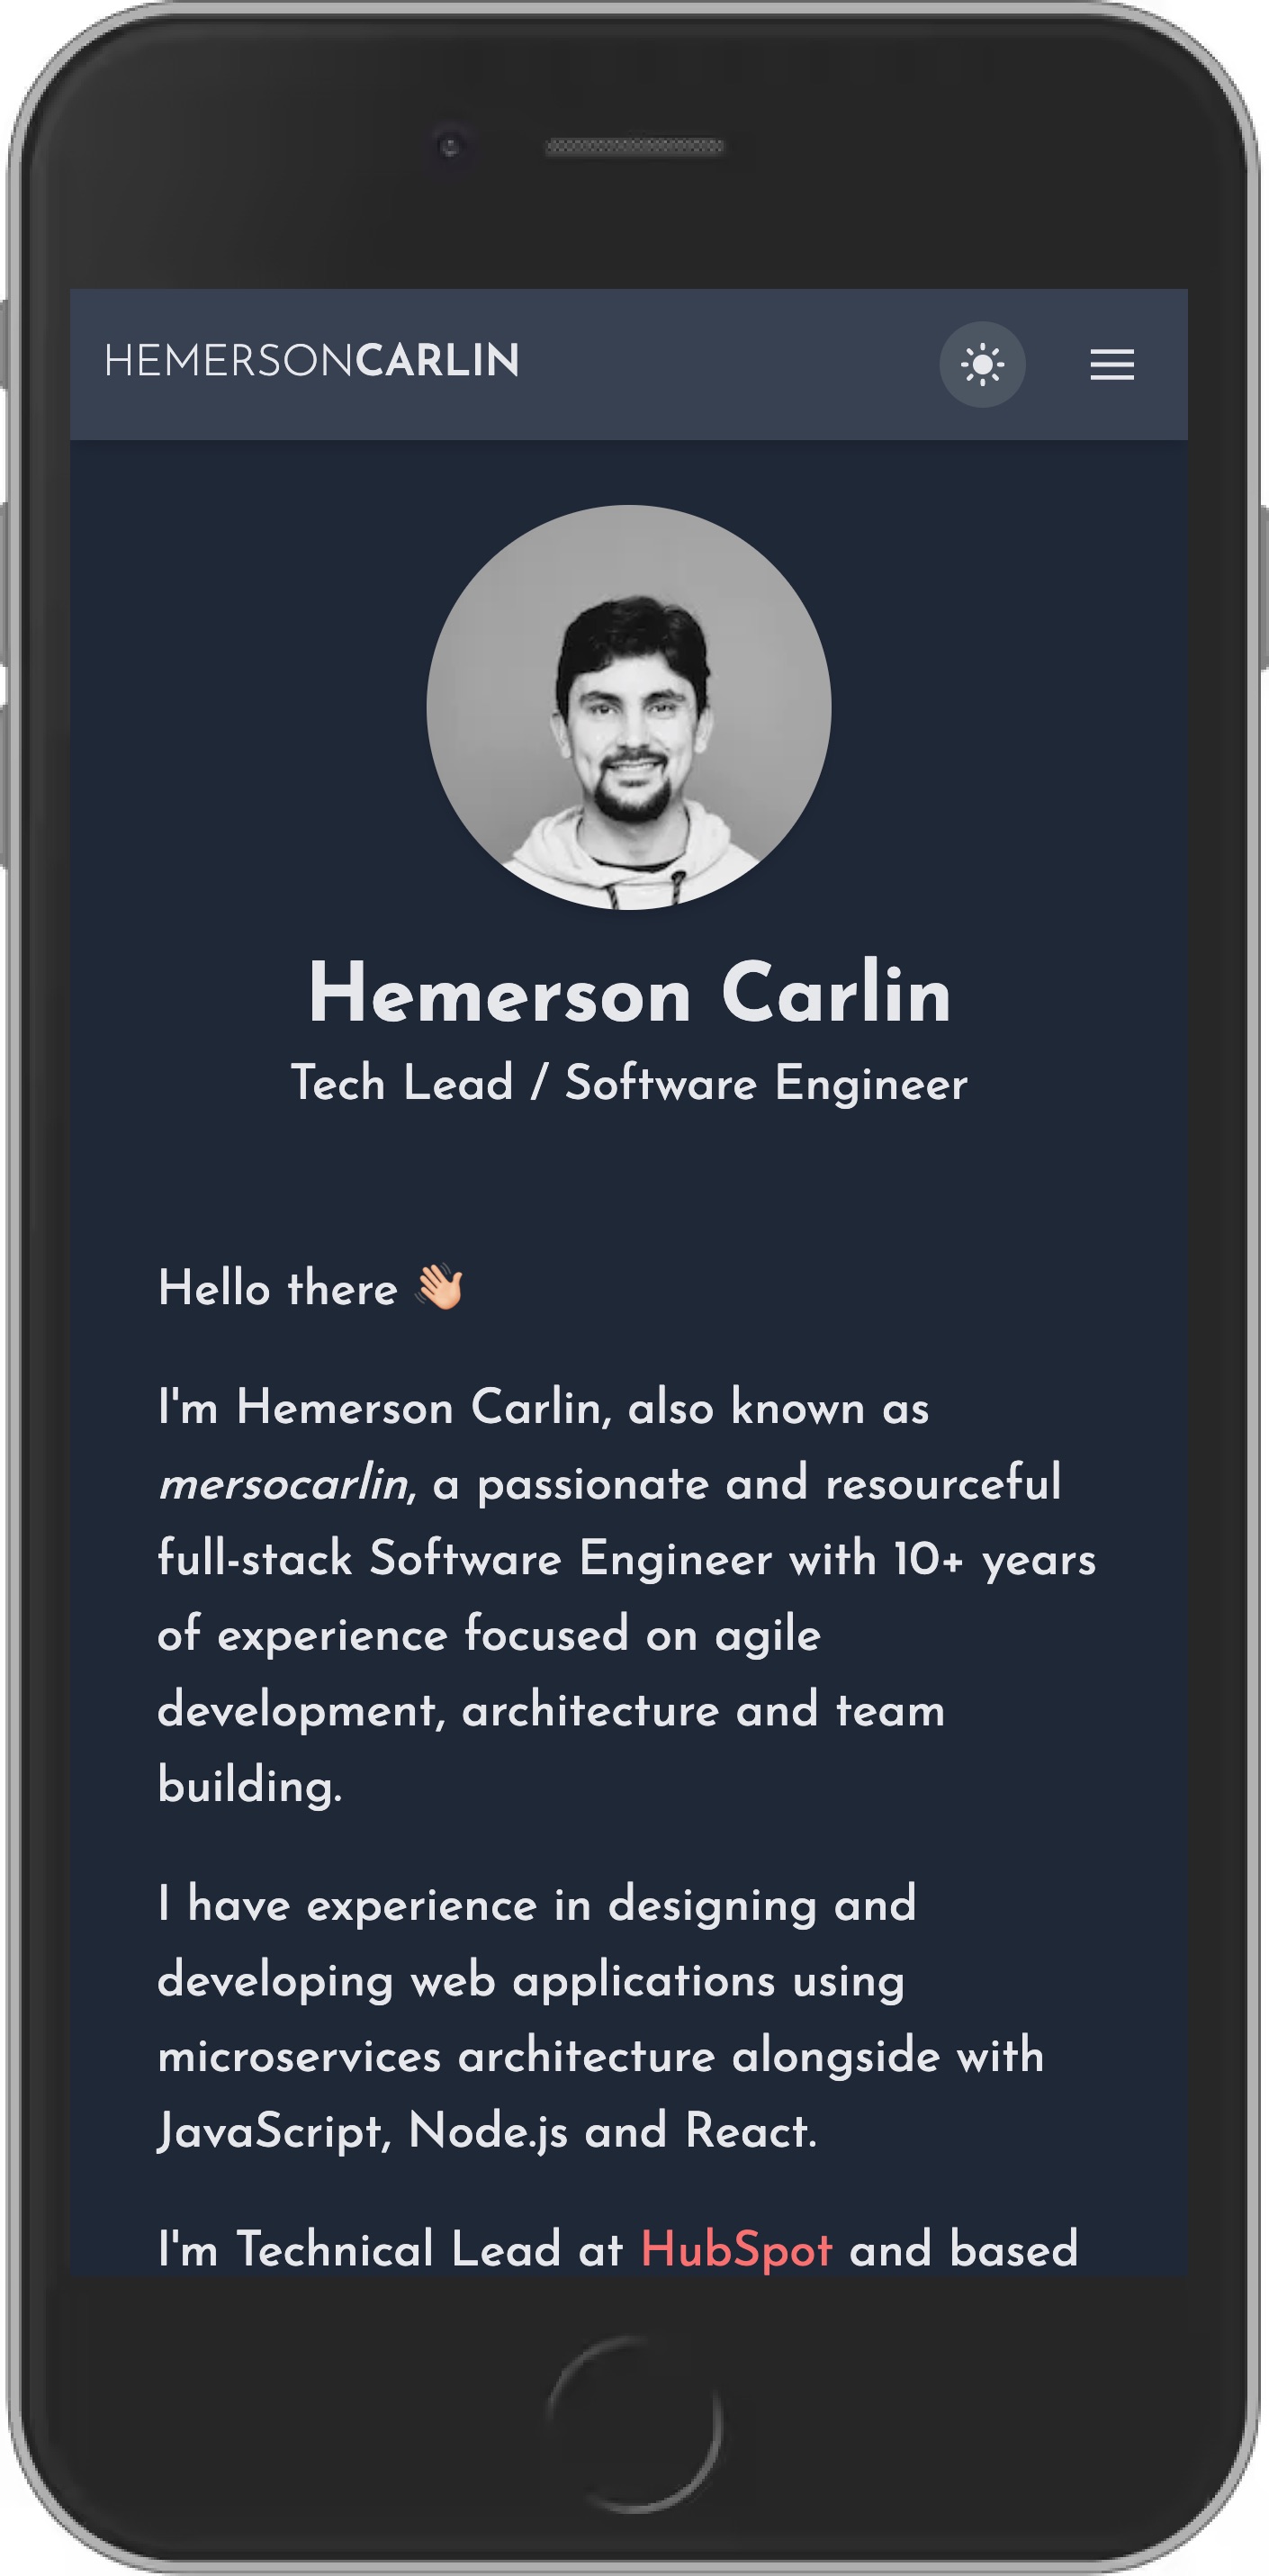 HEMERSONCARLIN
Hemerson Carlin
Tech Lead / Software Engineer
Hello there 👋🏼
I'm Hemerson Carlin, also known as
mersocarlin, a passionate and resourceful
full-stack Software Engineer with 10+ years
of experience focused on agile
development, architecture and team
building.
I have experience in designing and
developing web applications using
microservices architecture alongside with
JavaScript, Node.js and React.
I'm Technical Lead at HubSpot and based